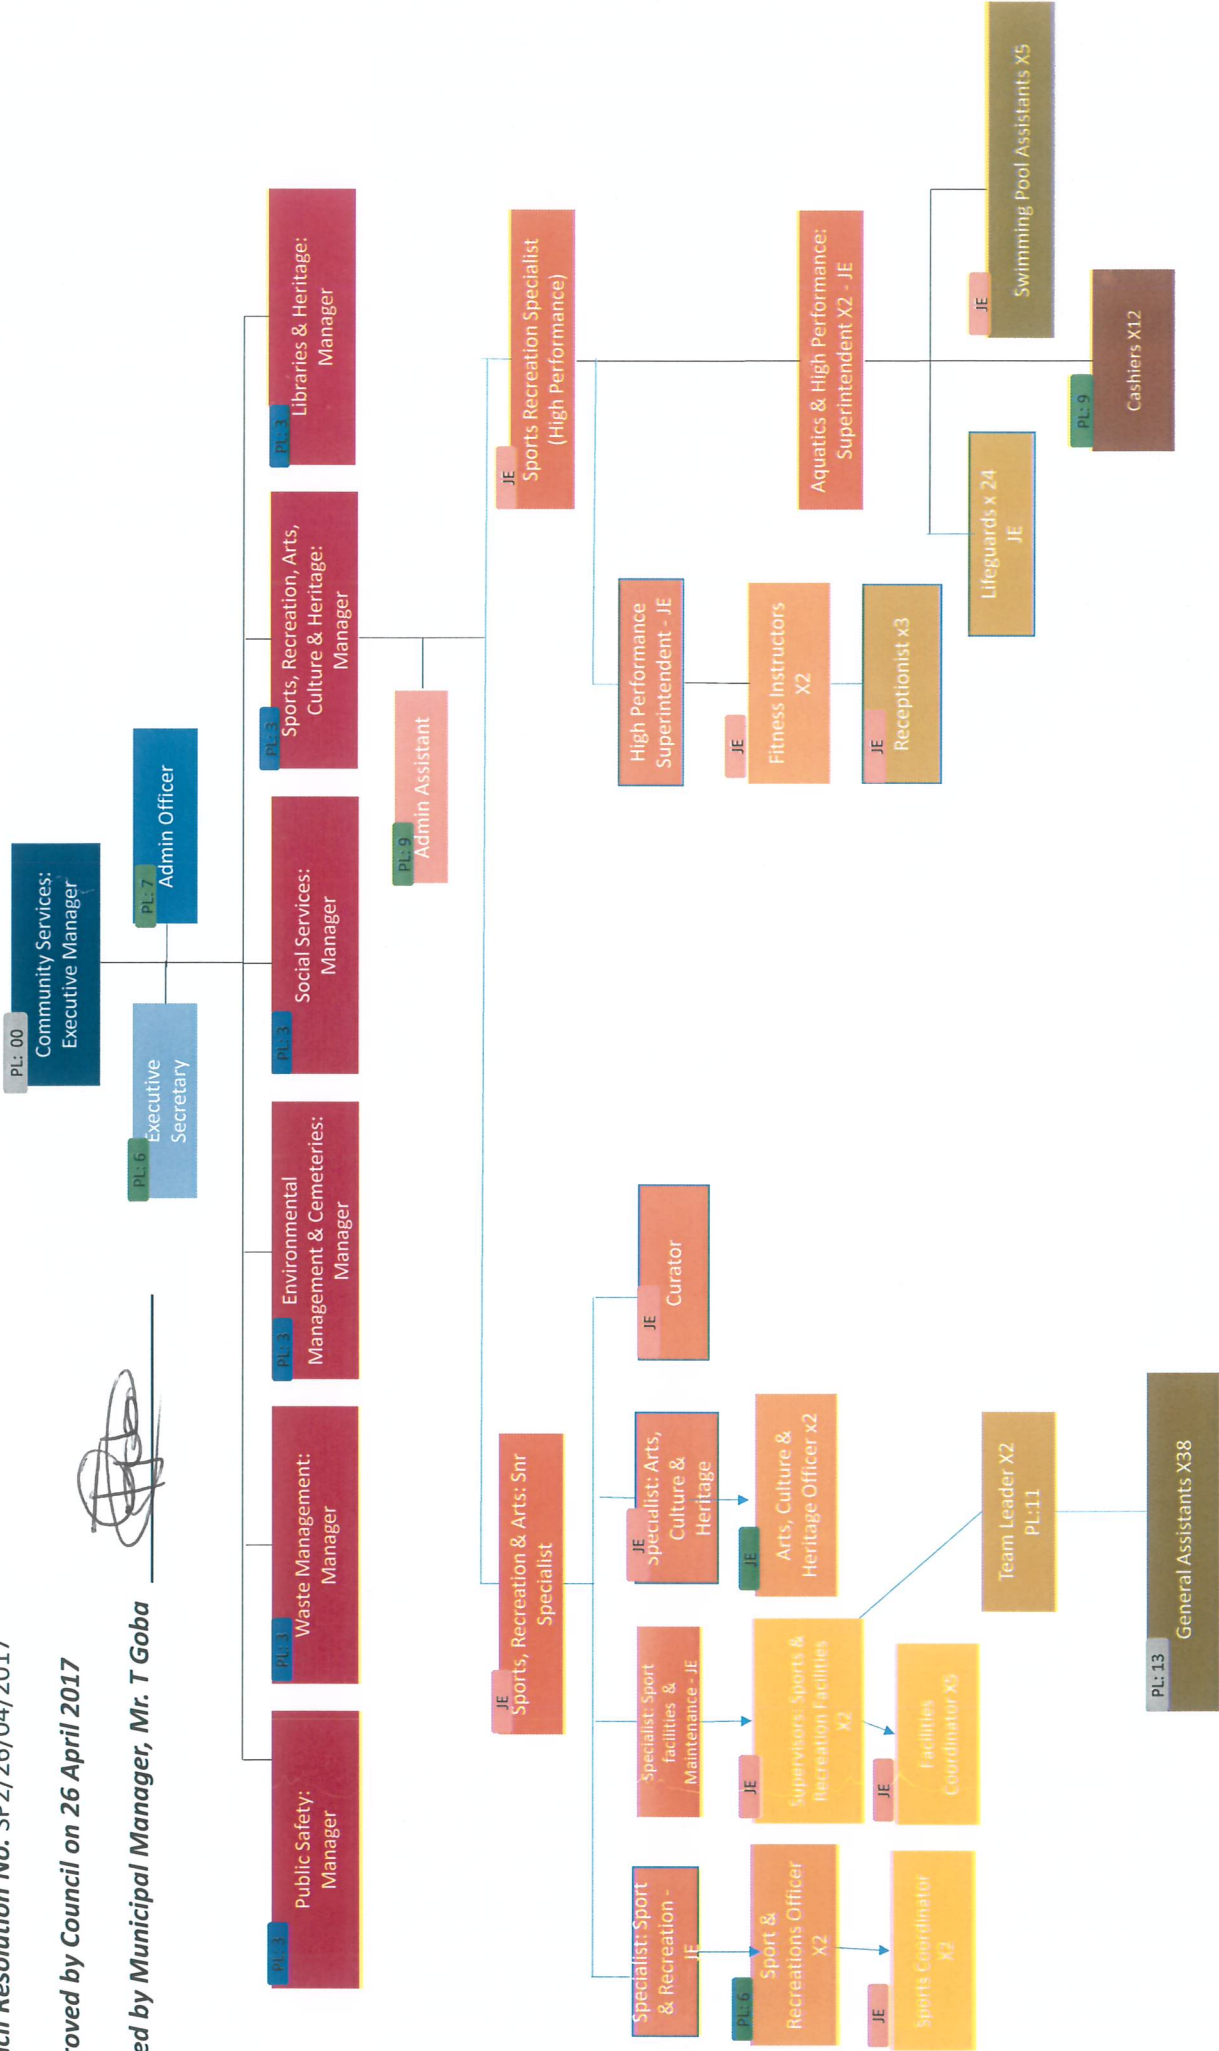 Resolution No. SP2/26/04/2017
by Council on 26 April 2017
by Municipal Manager, Mr. T Goba
PL: 00
Community Services:
Executive Manager
PL: 6
Executive
Secretary
PL: 7
Admin Officer
PL: 3
Public Safety:
Manager
PL: 3
Waste Management:
Manager
PL: 3
Environmental
Management & Cemeteries:
Manager
PL: 3
Social Services:
Manager
PL: 3
Sports, Recreation, Arts,
Culture & Heritage:
Manager
PL: 3
Libraries & Heritage:
Manager
PL: 9
Admin Assistant
JE
Sports, Recreation & Arts: Snr
Specialist
JE
Sports Recreation Specialist
(High Performance)
Specialist: Sport
& Recreation -
JE
Specialist: Sport
facilities &
Maintenance - JE
JE
Specialist: Arts,
Culture &
Heritage
JE
Curator
High Performance
Superintendent - JE
PL: 6
Sport &
Recreations Officer
X2
JE
Supervisors: Sports &
Recreation Facilities
X2
JE
Arts, Culture &
Heritage Officer x2
JE
Fitness Instructors
X2
Aquatics & High Performance:
Superintendent X2 - JE
JE
Sports Coordinator
X2
JE
Facilities
Coordinator X5
JE
Receptionist x3
Team Leader X2
PL:11
Lifeguards x 24
JE
JE
Swimming Pool Assistants X5
PL: 9
Cashiers X12
PL: 13
General Assistants X38